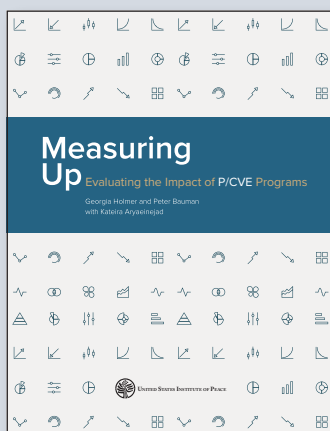 Measuring
Up Evaluating the Impact of P/CVE Programs
Georgia Holmer and Peter Bauman
with Kateira Aryaeinejad
UNITED STATES INSTITUTE OF PEACE